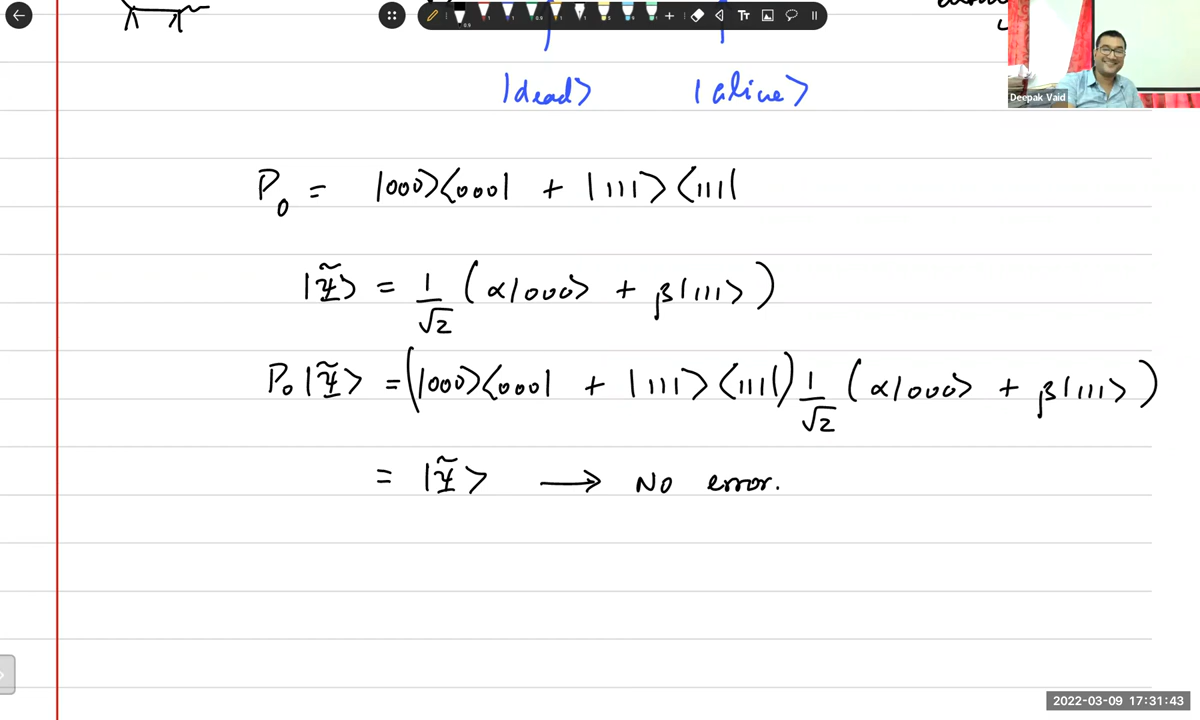 |dead> |alive>
Deepak Vaid
P₀ = |000><000| + |111><111|
|Ψ̃> = 1/√2 (α|000> + β|111>)
P₀|Ψ̃> = (|000><000| + |111><111|) 1/√2 (α|000> + β|111>)
= |Ψ̃> → No error.
2022-03-09 17:31:43